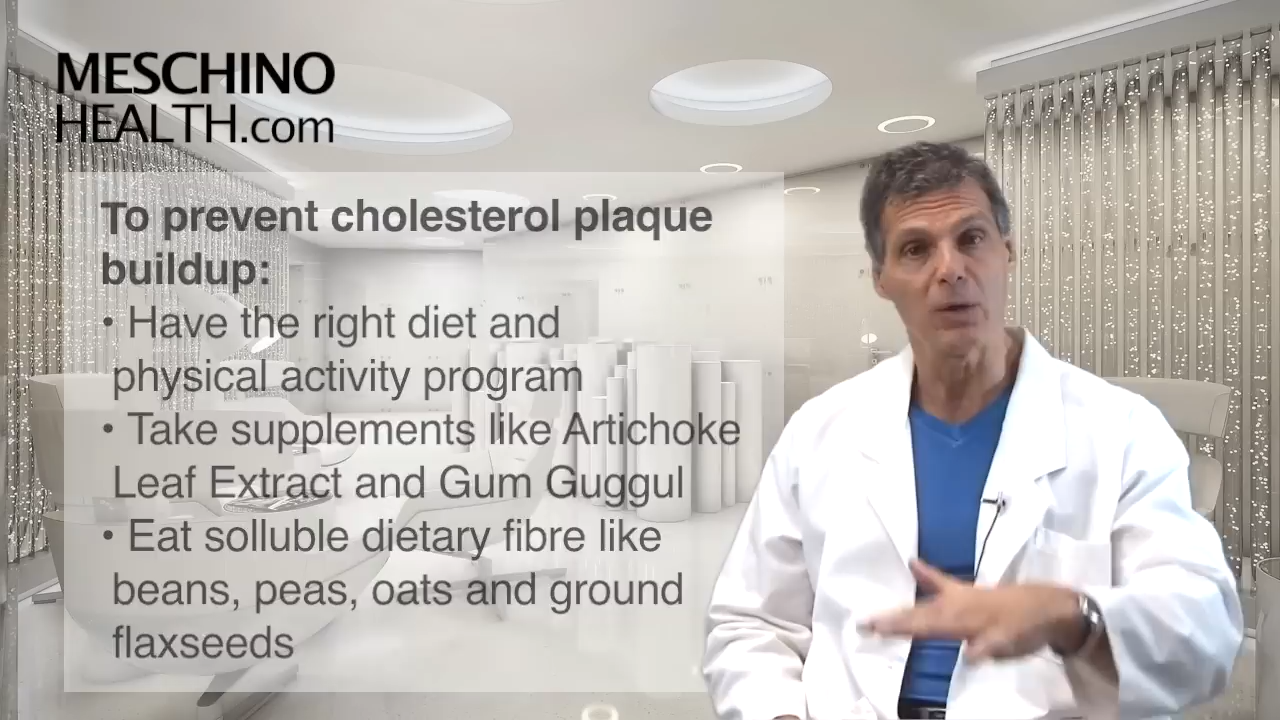 MESCHINO
HEALTH.com
To prevent cholesterol plaque
buildup:
• Have the right diet and
physical activity program
• Take supplements like Artichoke
Leaf Extract and Gum Guggul
• Eat solluble dietary fibre like
beans, peas, oats and ground
flaxseeds